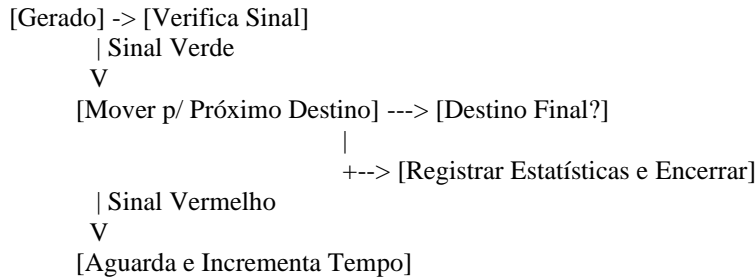 [Gerado] -> [Verifica Sinal]
| Sinal Verde
V
[Mover p/ Próximo Destino] ---> [Destino Final?]
|
+--> [Registrar Estatísticas e Encerrar]
| Sinal Vermelho
V
[Aguarda e Incrementa Tempo]